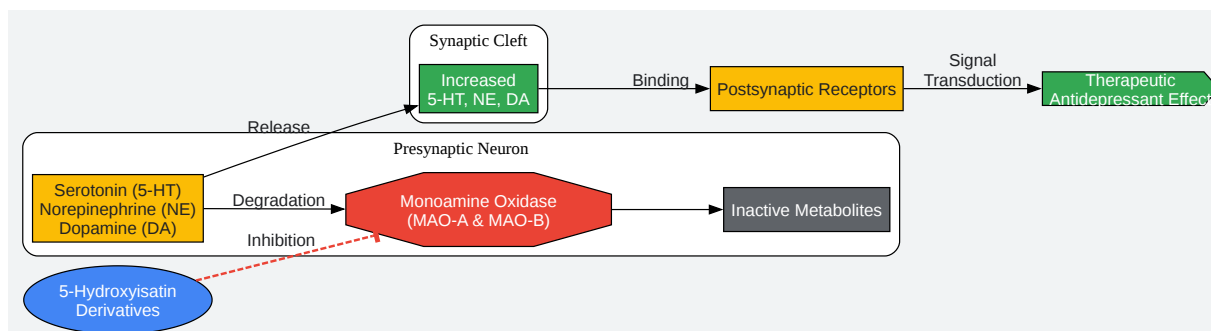 Synaptic Cleft
Increased
5-HT, NE, DA
Binding
Postsynaptic Receptors
Signal
Transduction
Therapeutic
Antidepressant Effect
Release
Presynaptic Neuron
Serotonin (5-HT)
Norepinephrine (NE)
Dopamine (DA)
Degradation
Monoamine Oxidase
(MAO-A & MAO-B)
Inactive Metabolites
Inhibition
5-Hydroxyisatin
Derivatives